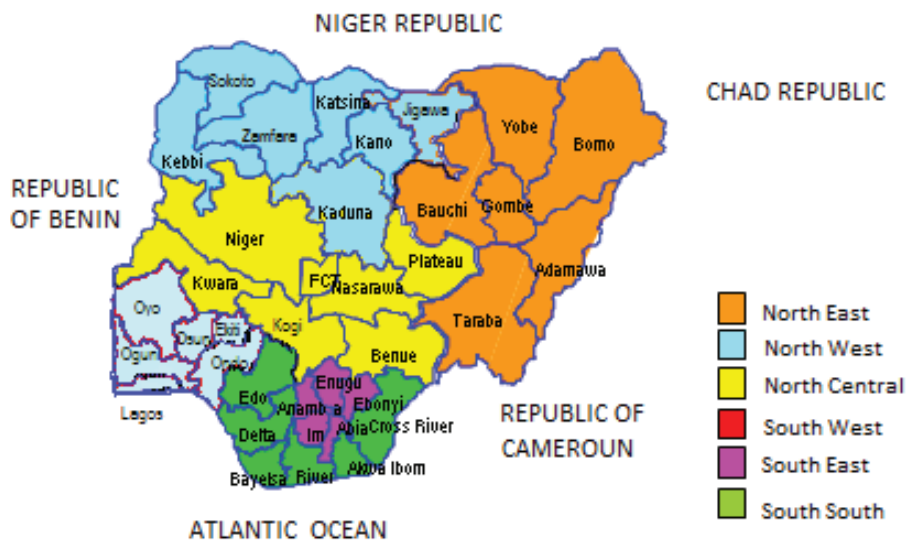 NIGER REPUBLIC
CHAD REPUBLIC
REPUBLIC
OF BENIN
Sokoto
Katsina
Jigawa
Yobe
Borno
Zamfara
Kano
Kebbi
Kaduna
Bauchi
Gombe
Niger
Plateau
Adamawa
FCT
Nasarawa
Kwara
Taraba
Oyo
Kogi
Osun
Ekiti
Ogun
Ondo
Benue
Lagos
Edo
Enugu
Anambra
Ebonyi
Delta
Im
Abia
Cross River
Bayelsa
River
Akwa Ibom
REPUBLIC OF
CAMEROUN
ATLANTIC OCEAN
North East
North West
North Central
South West
South East
South South